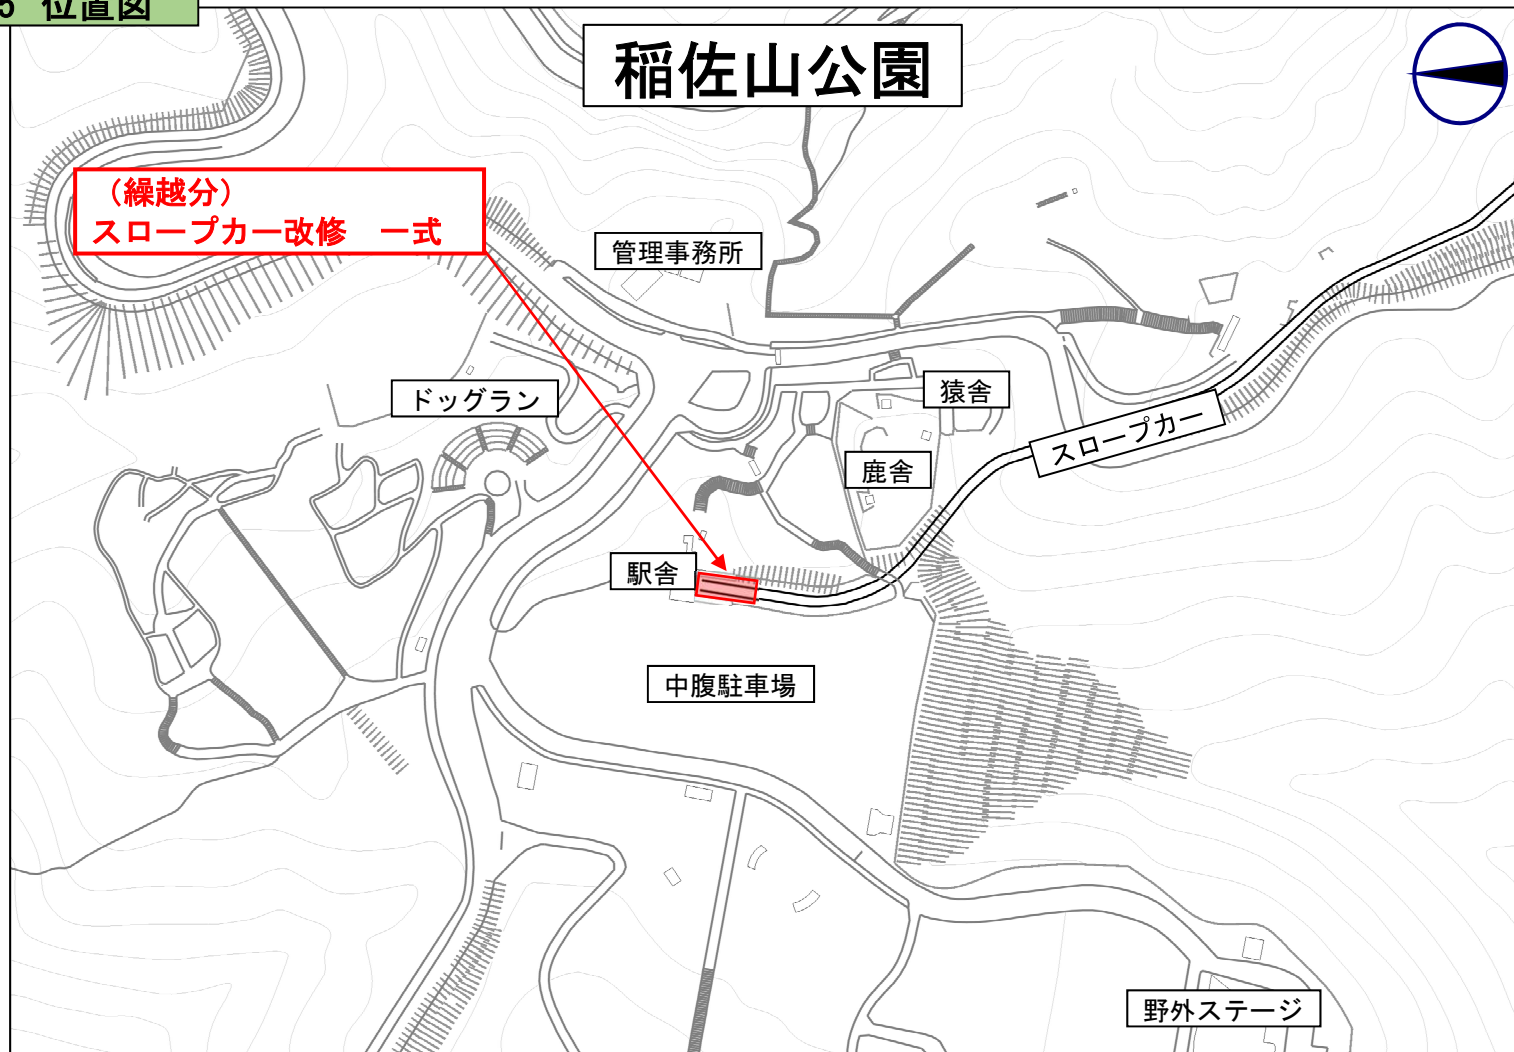 5 位置図
稲佐山公園
（繰越分）
スロープカー改修　一式
管理事務所
ドッグラン
猿舎
鹿舎
スロープカー
駅舎
中腹駐車場
野外ステージ